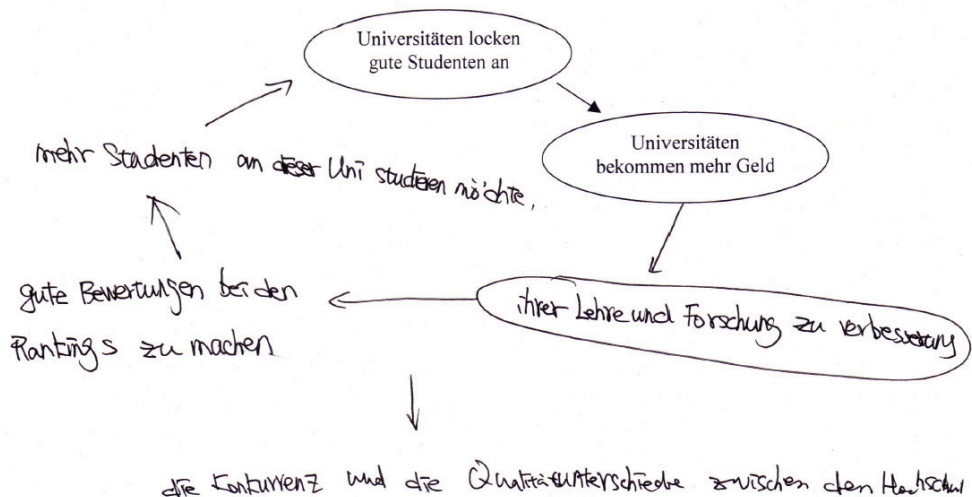 Universitäten locken
gute Studenten an
Universitäten
bekommen mehr Geld
mehr Studenten an dieser Uni studieren möchte,
gute Bewertungen bei den
Rankings zu machen
ihrer Lehre und Forschung zu verbesserung
die Konkurrenz und die Qualitätsunterschiede zwischen den Hochschul